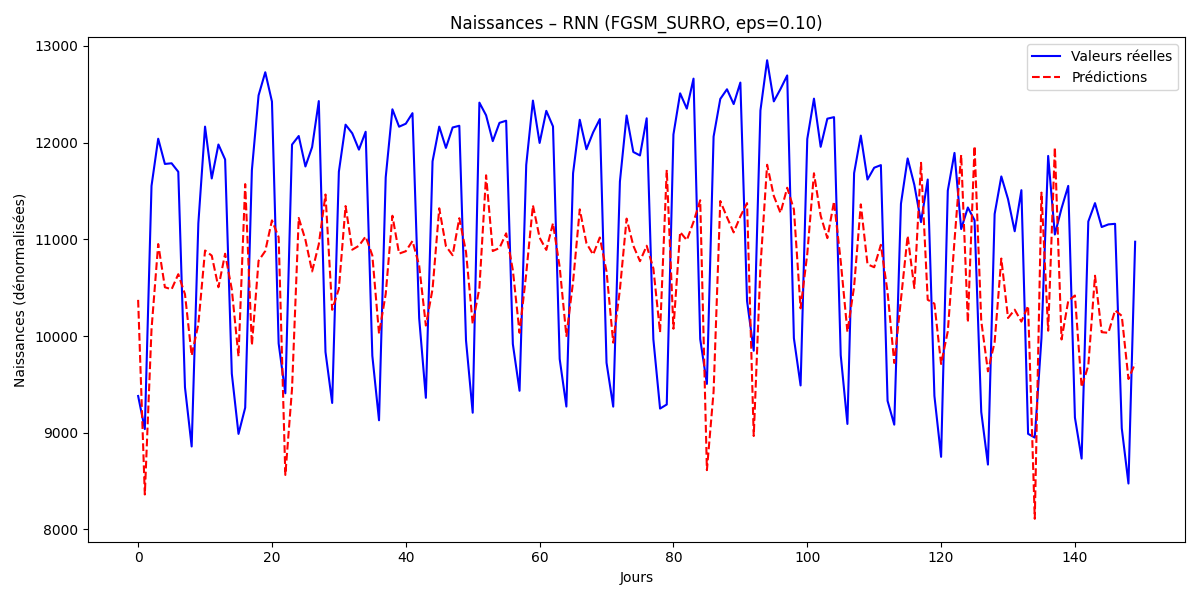 Naissances – RNN (FGSM_SURRO, eps=0.10)
Valeurs réelles
Prédictions
Naissances (dénormalisées)
13000
12000
11000
10000
9000
8000
0 20 40 60 80 100 120 140
Jours